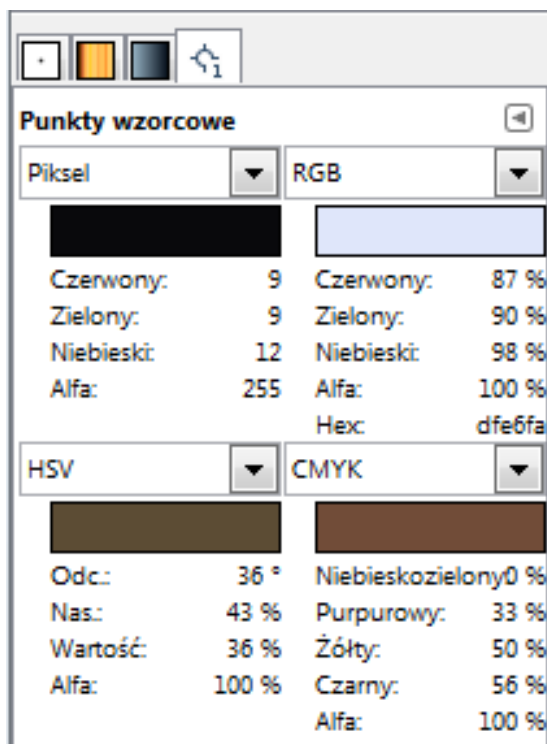 1
Punkty wzorcowe
Piksel RGB
Czerwony: 9 Czerwony: 87 %
Zielony: 9 Zielony: 90 %
Niebieski: 12 Niebieski: 98 %
Alfa: 255 Alfa: 100 %
Hex: dfe6fa
HSV CMYK
Odc.: 36 ° Niebieskozielony0 %
Nas.: 43 % Purpurowy: 33 %
Wartość: 36 % Żółty: 50 %
Alfa: 100 % Czarny: 56 %
Alfa: 100 %